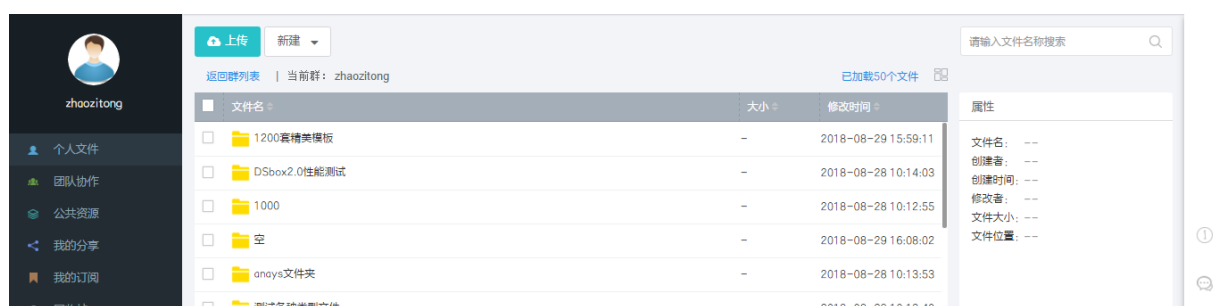 上传
新建
请输入文件名称搜索
返回群列表 | 当前群: zhaozitong
已加载50个文件
zhaozitong
文件名 大小 修改时间
属性
个人文件
团队协作
公共资源
我的分享
我的订阅
1200套精美模板 - 2018-08-29 15:59:11
DSbox2.0性能测试 - 2018-08-28 10:14:03
1000 - 2018-08-28 10:12:55
空 - 2018-08-29 16:08:02
anays文件夹 - 2018-08-28 10:13:53
文件名: --
创建者: --
创建时间: --
修改者: --
文件大小: --
文件位置: --